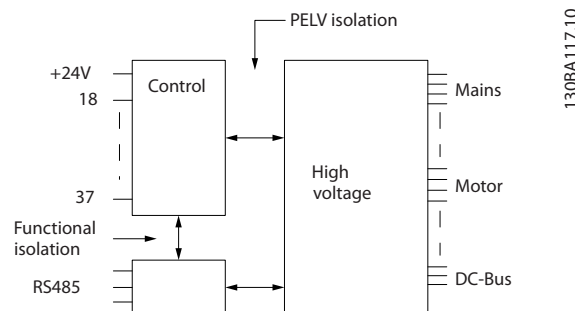 PELV isolation
130BA117.10
+24V
Control
18
Mains
High
voltage
37
Motor
Functional
isolation
RS485
DC-Bus